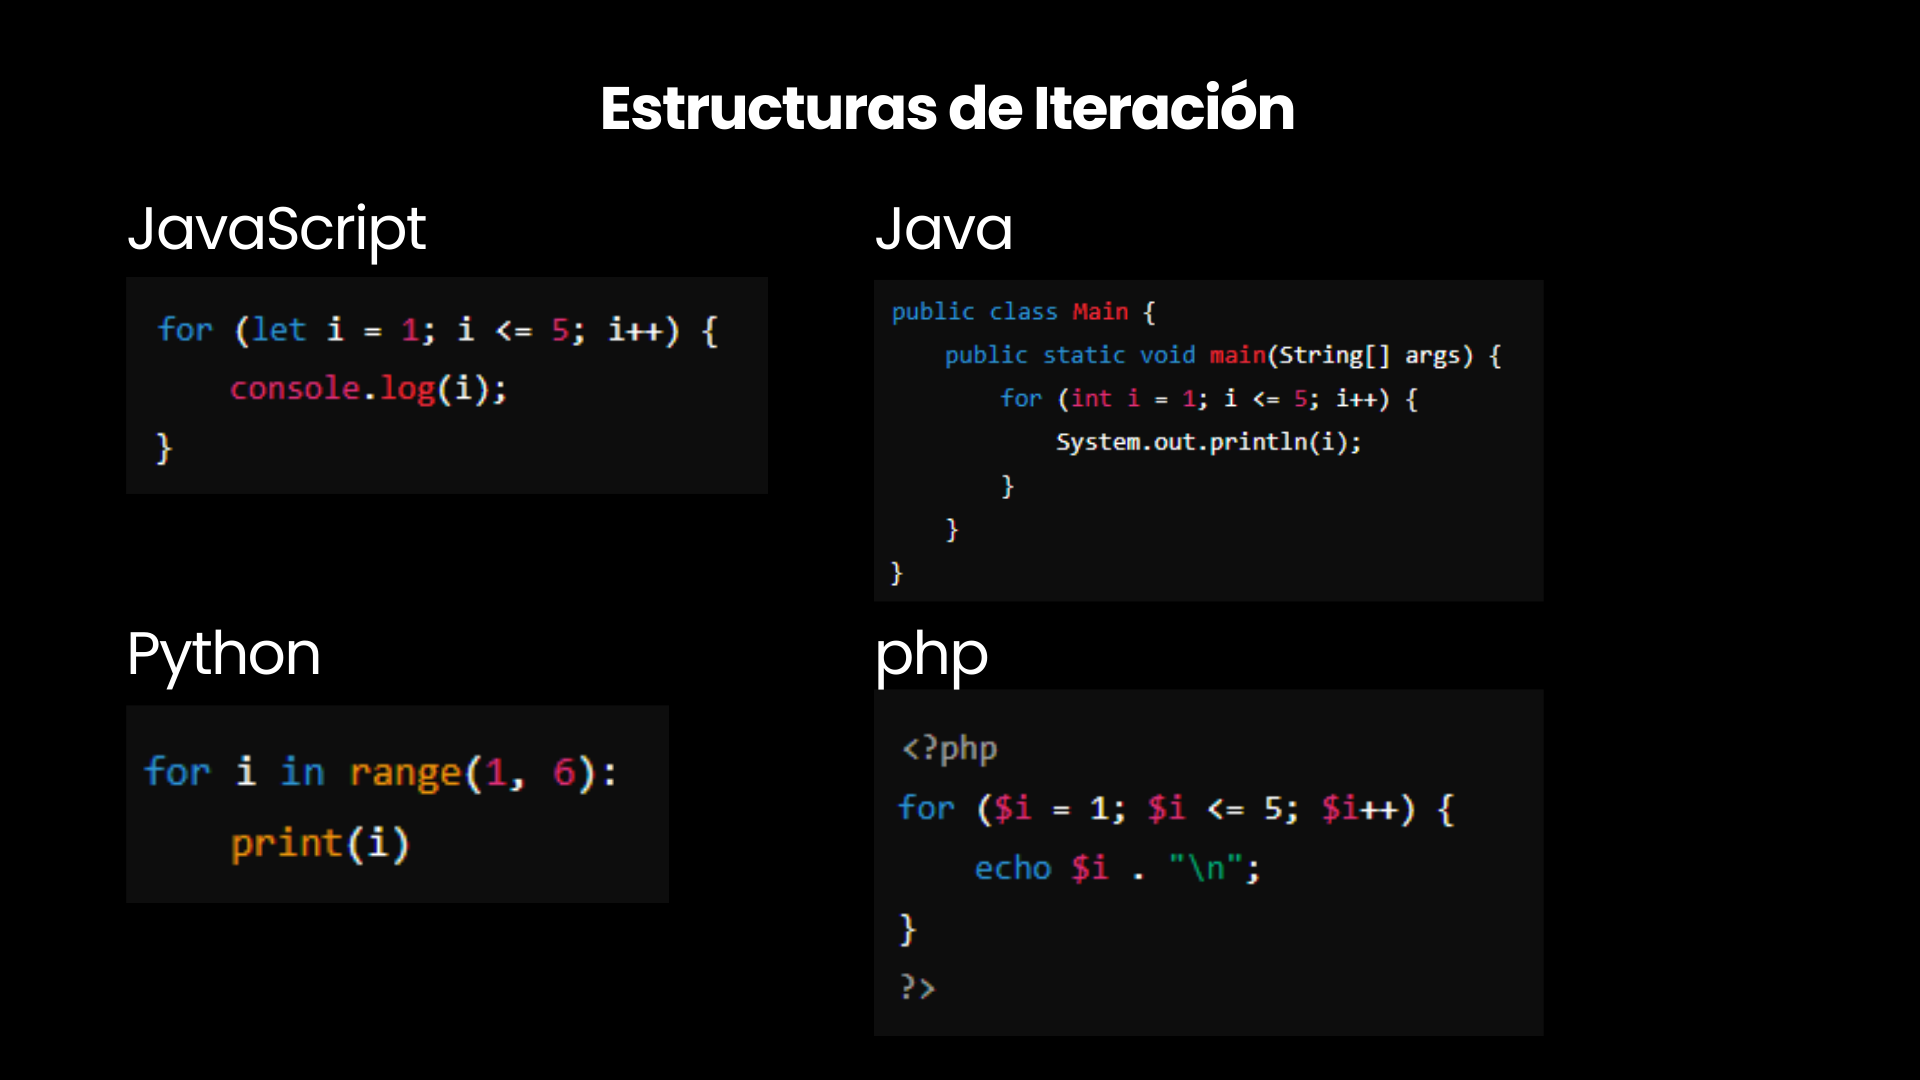 Estructuras de Iteración
JavaScript
for (let i = 1; i <= 5; i++) {
    console.log(i);
}
Java
public class Main {
    public static void main(String[] args) {
        for (int i = 1; i <= 5; i++) {
            System.out.println(i);
        }
    }
}
Python
for i in range(1, 6):
    print(i)
php
<?php
for ($i = 1; $i <= 5; $i++) {
    echo $i . "\n";
}
?>